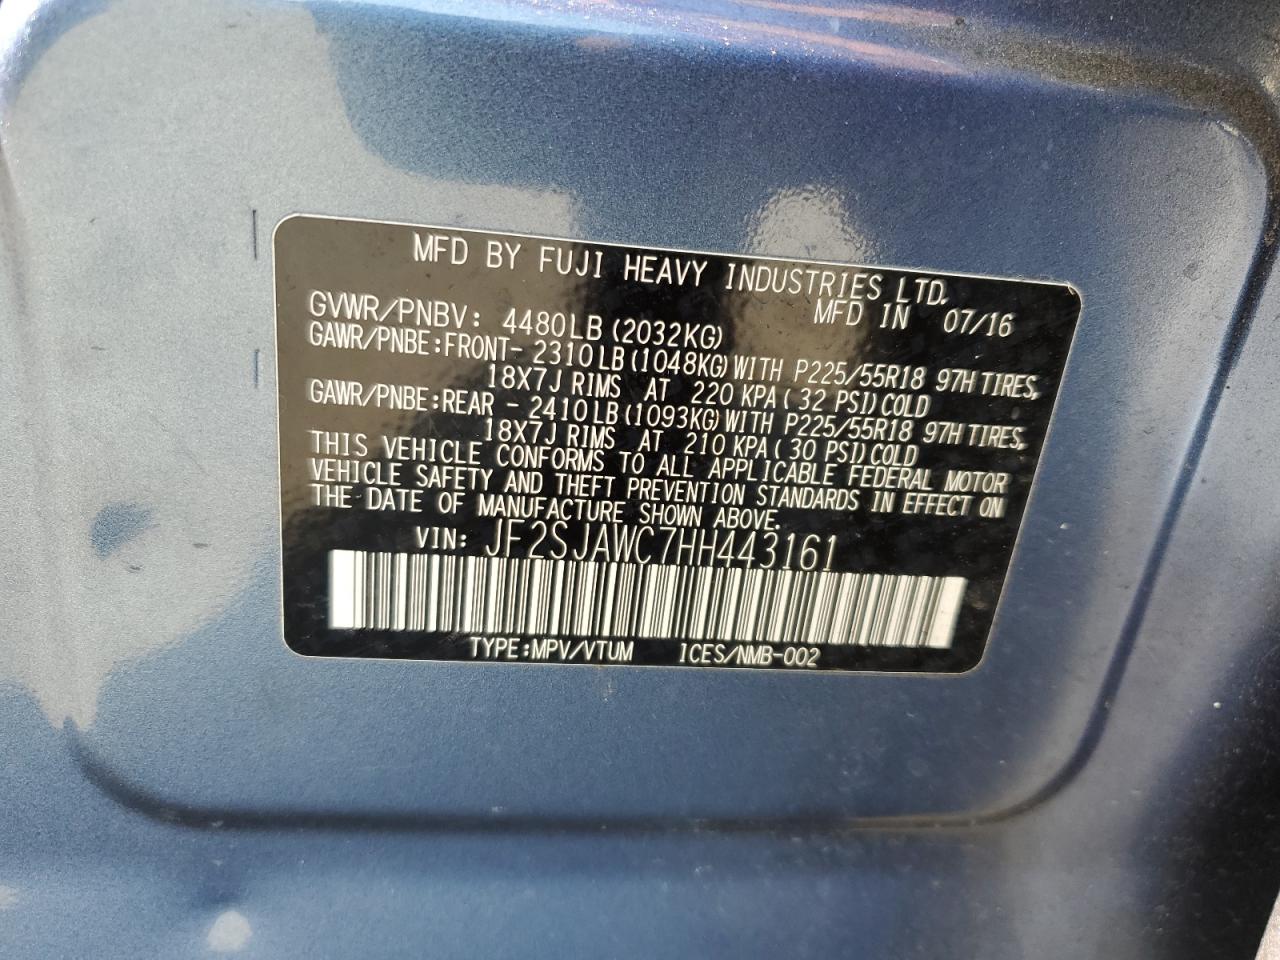 MFD BY FUJI HEAVY INDUSTRIES LTD.
MFD IN 07/16
GVWR/PNBV: 4480LB (2032KG)
GAWR/PNBE:FRONT- 2310LB(1048KG)WITH P225/55R18 97H TIRES,
18X7J RIMS AT 220 KPA( 32 PSI)COLD
GAWR/PNBE:REAR - 2410LB(1093KG)WITH P225/55R18 97H TIRES,
18X7J RIMS AT 210 KPA( 30 PSI)COLD
THIS VEHICLE CONFORMS TO ALL APPLICABLE FEDERAL MOTOR
VEHICLE SAFETY AND THEFT PREVENTION STANDARDS IN EFFECT ON
THE DATE OF MANUFACTURE SHOWN ABOVE.
VIN: JF2SJAWC7HH443161
TYPE:MPV/VTUM ICES/NMB-002